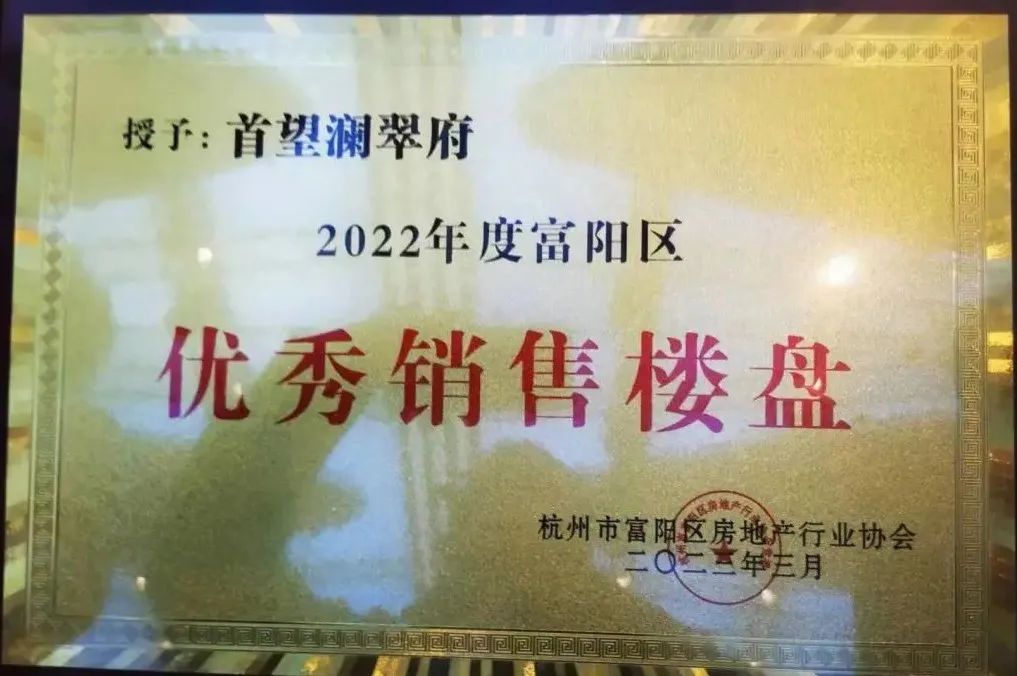 授予：首望澜翠府
2022年度富阳区
优秀销售楼盘
杭州市富阳区房地产行业协会
二〇二三年三月